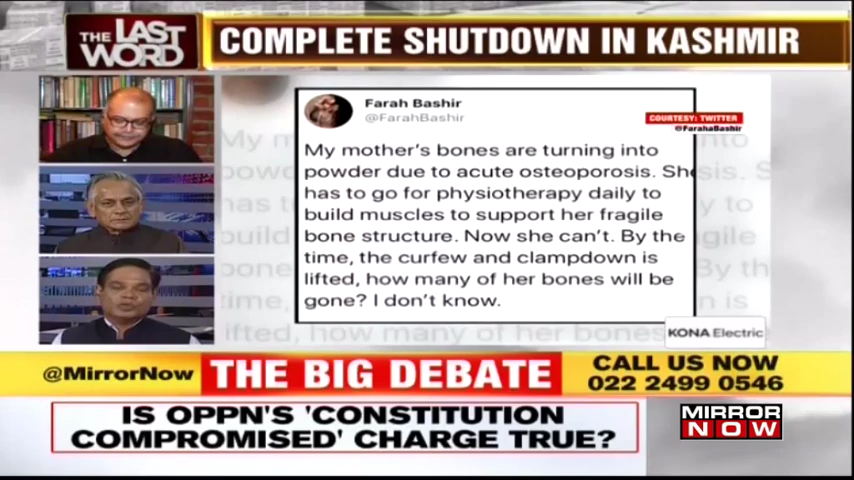 THE
LAST
WORD
COMPLETE SHUTDOWN IN KASHMIR
Farah Bashir
@FarahBashir
COURTESY: TWITTER
@FarahaBashir
My mother's bones are turning into
powder due to acute osteoporosis. She
has to go for physiotherapy daily to
build muscles to support her fragile
bone structure. Now she can't. By the
time, the curfew and clampdown is
lifted, how many of her bones will be
gone? I don't know.
KONA Electric
@MirrorNow
THE BIG DEBATE
CALL US NOW
022 2499 0546
IS OPPN'S 'CONSTITUTION
COMPROMISED' CHARGE TRUE?
MIRROR
NOW